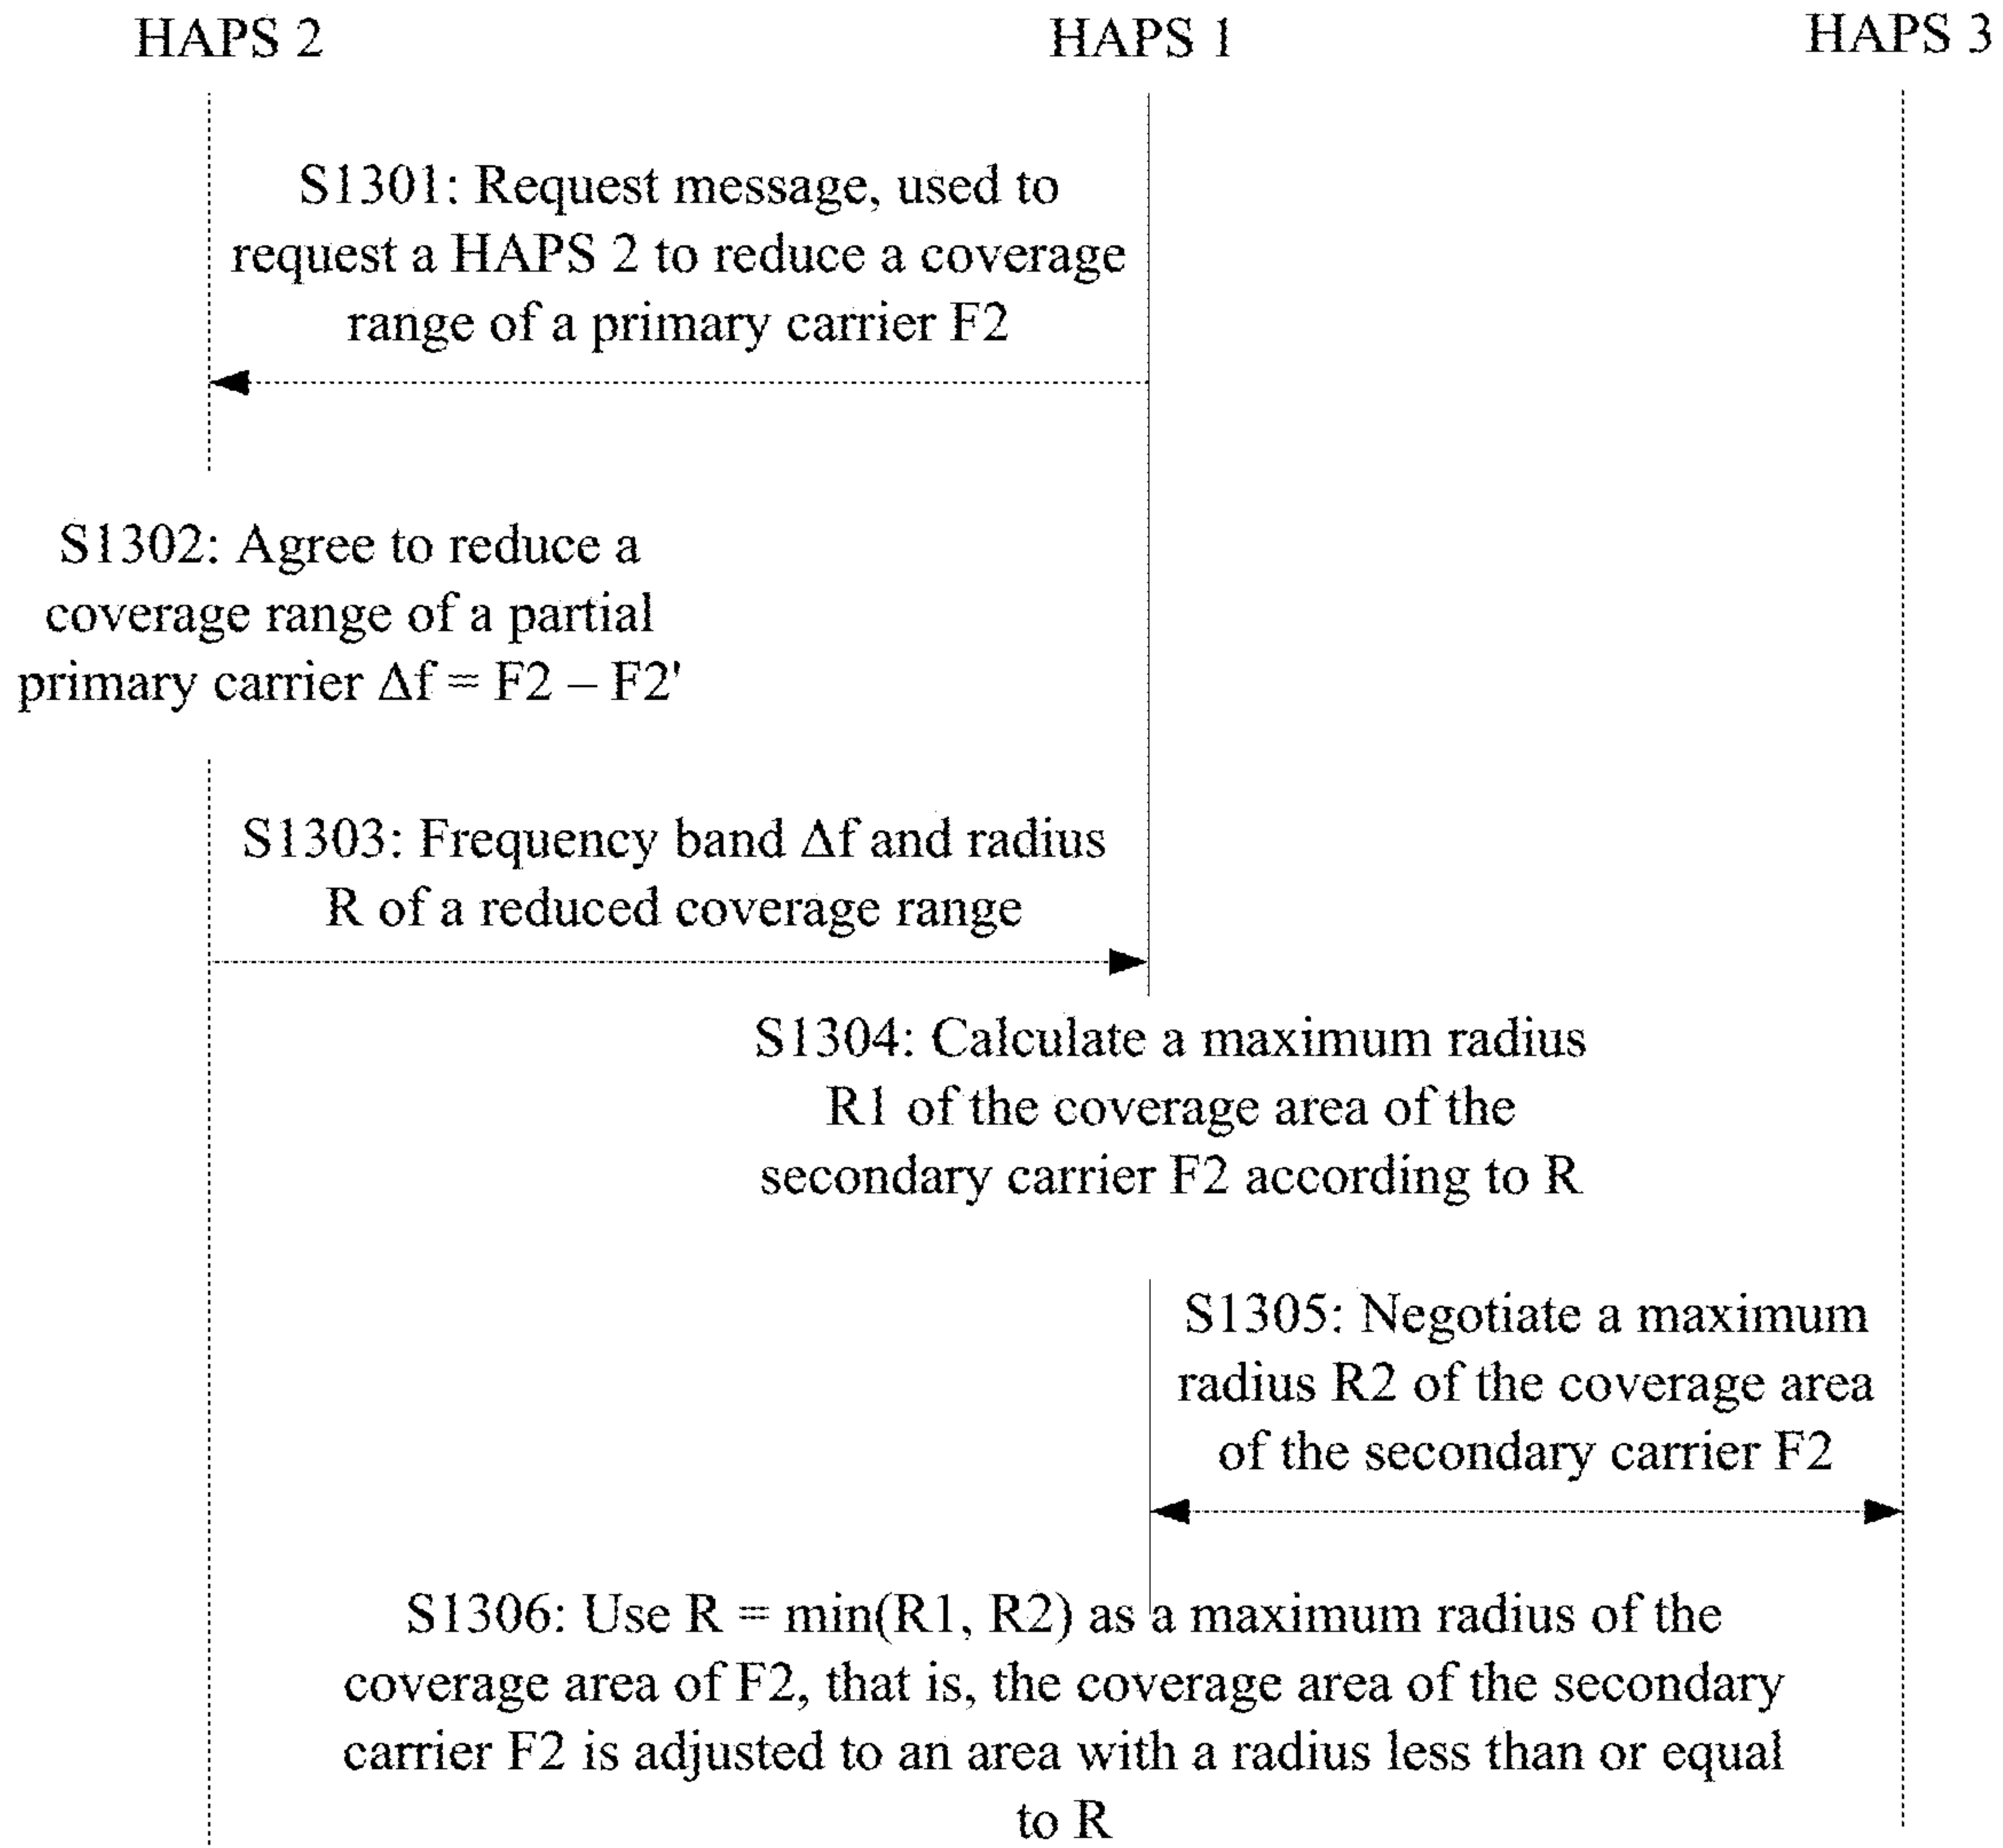 HAPS 2
HAPS 1
HAPS 3
S1301: Request message, used to
request a HAPS 2 to reduce a coverage
range of a primary carrier F2
S1302: Agree to reduce a
coverage range of a partial
primary carrier Δf = F2 – F2'
S1303: Frequency band Δf and radius
R of a reduced coverage range
S1304: Calculate a maximum radius
R1 of the coverage area of the
secondary carrier F2 according to R
S1305: Negotiate a maximum
radius R2 of the coverage area
of the secondary carrier F2
S1306: Use R = min(R1, R2) as a maximum radius of the
coverage area of F2, that is, the coverage area of the secondary
carrier F2 is adjusted to an area with a radius less than or equal
to R